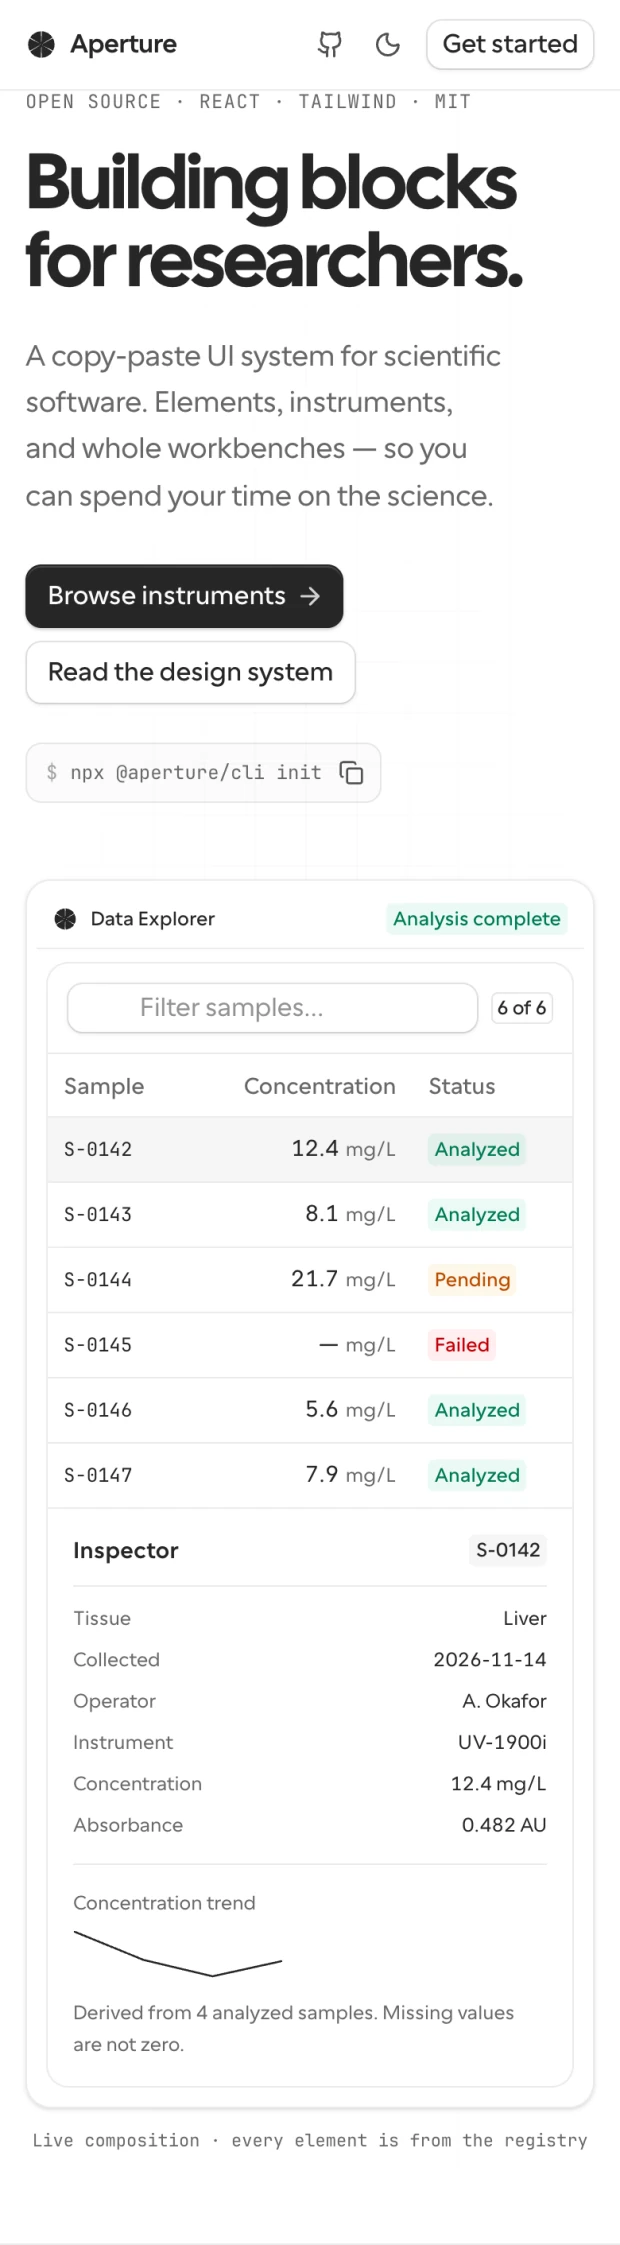 Aperture
Get started
OPEN SOURCE · REACT · TAILWIND · MIT
Building blocks
for researchers.
A copy-paste UI system for scientific
software. Elements, instruments,
and whole workbenches — so you
can spend your time on the science.
Browse instruments →
Read the design system
$ npx @aperture/cli init
Data Explorer
Analysis complete
Filter samples...
6 of 6
Sample Concentration Status
S-0142 12.4 mg/L Analyzed
S-0143 8.1 mg/L Analyzed
S-0144 21.7 mg/L Pending
S-0145 — mg/L Failed
S-0146 5.6 mg/L Analyzed
S-0147 7.9 mg/L Analyzed
Inspector S-0142
Tissue Liver
Collected 2026-11-14
Operator A. Okafor
Instrument UV-1900i
Concentration 12.4 mg/L
Absorbance 0.482 AU
Concentration trend
Derived from 4 analyzed samples. Missing values
are not zero.
Live composition · every element is from the registry